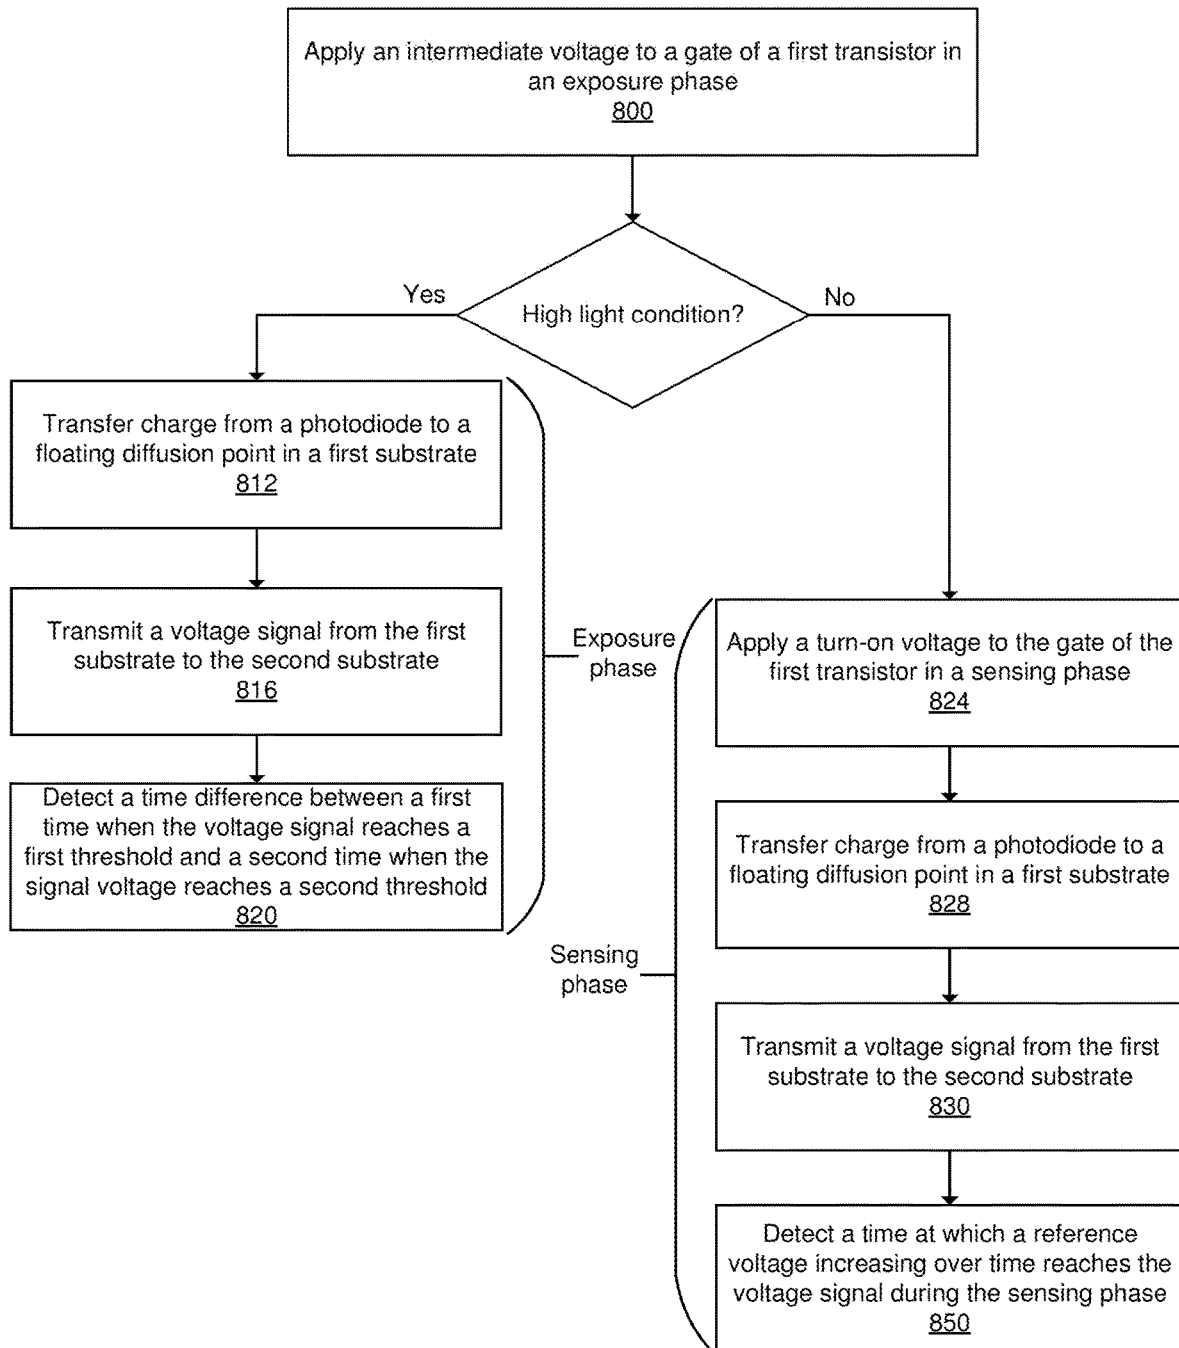 Apply an intermediate voltage to a gate of a first transistor in
an exposure phase
800
High light condition?
Yes
No
Transfer charge from a photodiode to a
floating diffusion point in a first substrate
812
Transmit a voltage signal from the first
substrate to the second substrate
816
Detect a time difference between a first
time when the voltage signal reaches a
first threshold and a second time when the
signal voltage reaches a second threshold
820
Exposure
phase
Sensing
phase
Apply a turn-on voltage to the gate of the
first transistor in a sensing phase
824
Transfer charge from a photodiode to a
floating diffusion point in a first substrate
828
Transmit a voltage signal from the first
substrate to the second substrate
830
Detect a time at which a reference
voltage increasing over time reaches the
voltage signal during the sensing phase
850